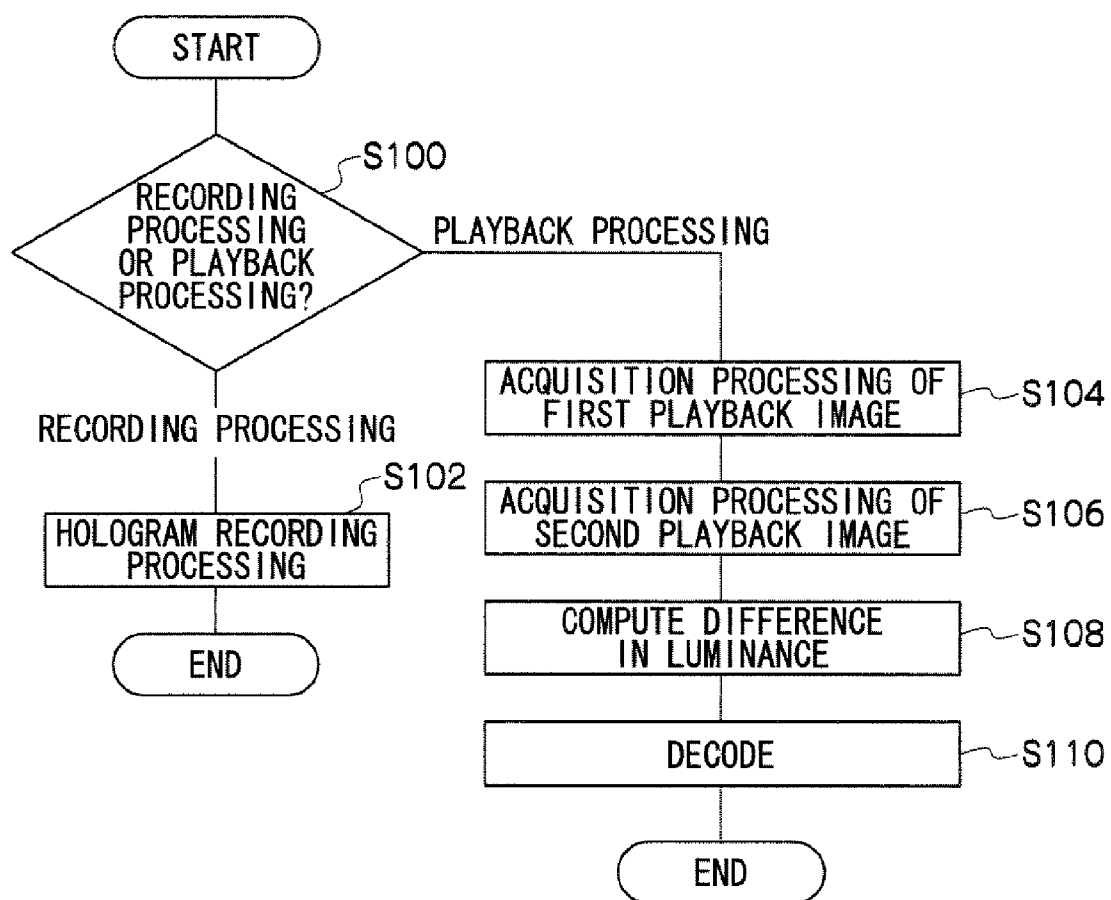 START
S100
RECORDING
PROCESSING
OR PLAYBACK
PROCESSING?
PLAYBACK PROCESSING
RECORDING PROCESSING
S102
HOLOGRAM RECORDING
PROCESSING
END
ACQUISITION PROCESSING OF
FIRST PLAYBACK IMAGE
S104
ACQUISITION PROCESSING OF
SECOND PLAYBACK IMAGE
S106
COMPUTE DIFFERENCE
IN LUMINANCE
S108
DECODE
S110
END